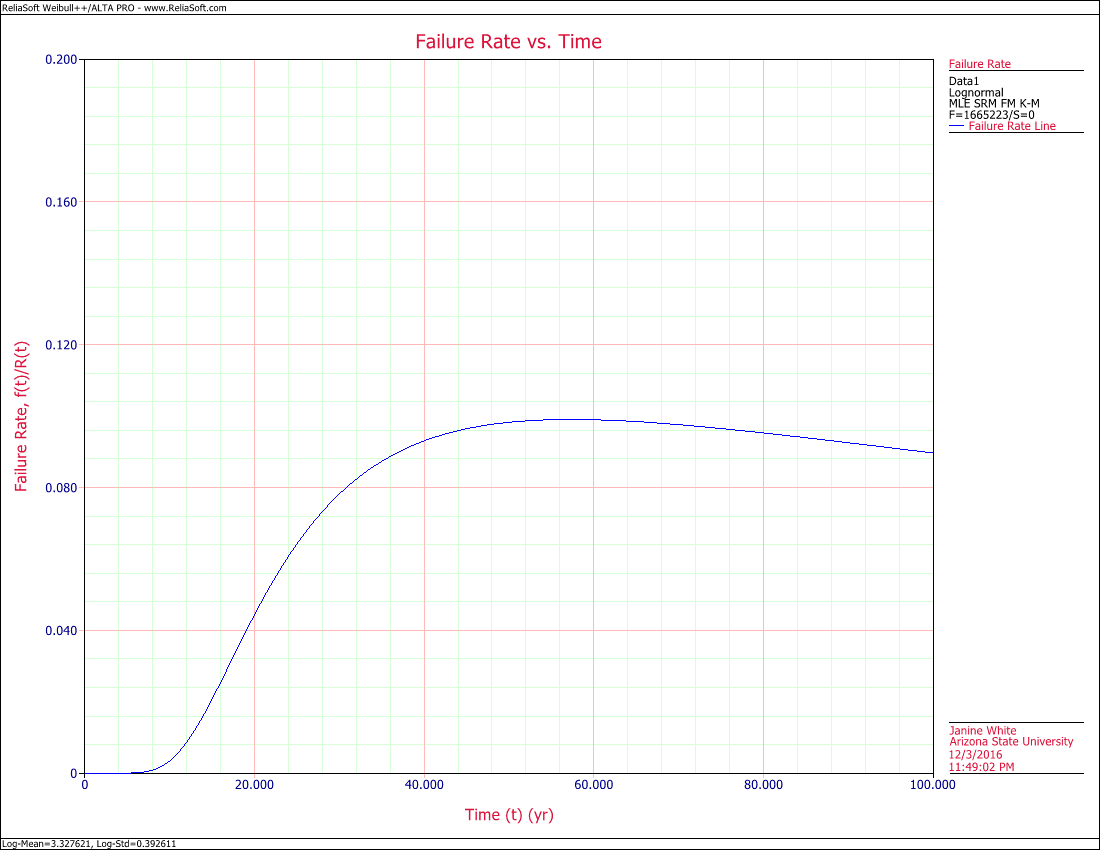 ReliaSoft Weibull++/ALTA PRO - www.ReliaSoft.com
Failure Rate vs. Time
0.200
0.160
0.120
0.080
0.040
0
Failure Rate, f(t)/R(t)
0 20.000 40.000 60.000 80.000 100.000
Time (t) (yr)
Failure Rate
Data1
Lognormal
MLE SRM FM K-M
F=1665223/S=0
Failure Rate Line
Janine White
Arizona State University
12/3/2016
11:49:02 PM
Log-Mean=3.327621, Log-Std=0.392611